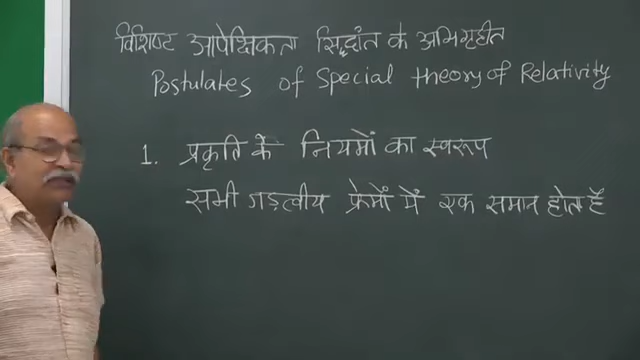 विशिष्ट आपेक्षिकता सिद्धांत के अभिगृहीत
Postulates of Special theory of Relativity
1. प्रकृति के नियमों का स्वरूप
सभी जड़त्वीय फ्रेमों में एक समान होता है